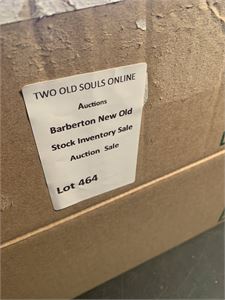 TWO OLD SOULS ONLINE
Auctions
Barberton New Old
Stock Inventory Sale
Auction Sale
Lot 464